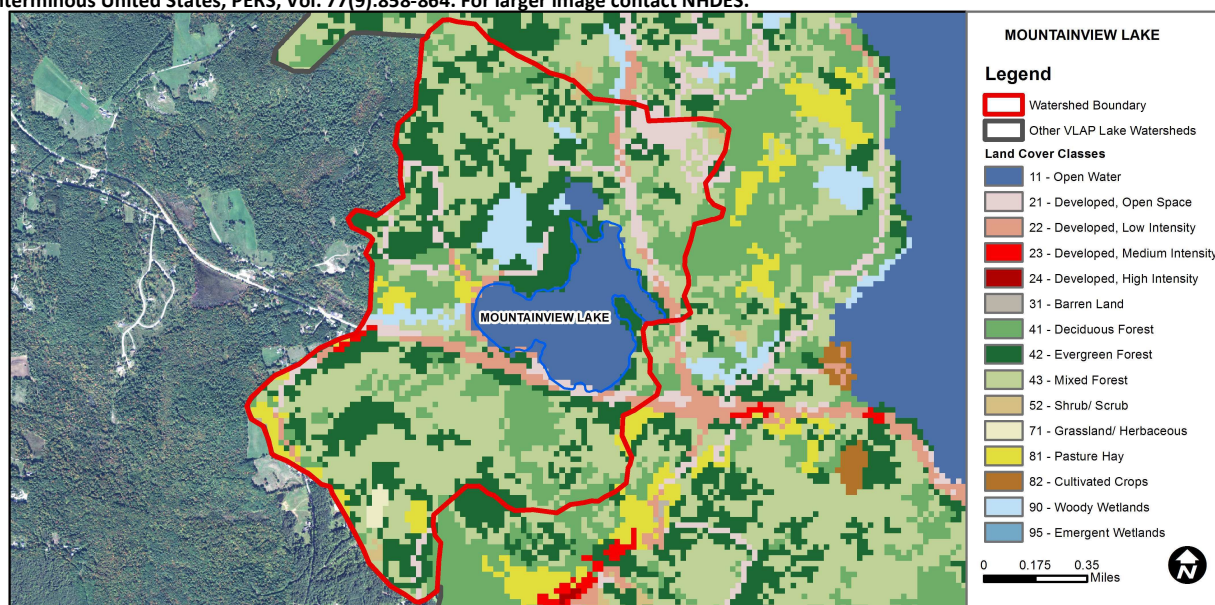 nterminous United States, PERS, Vol. 77(9):858-864. For larger image contact NHDES.
MOUNTAINVIEW LAKE
MOUNTAINVIEW LAKE
Legend
Watershed Boundary
Other VLAP Lake Watersheds
Land Cover Classes
11 - Open Water
21 - Developed, Open Space
22 - Developed, Low Intensity
23 - Developed, Medium Intensity
24 - Developed, High Intensity
31 - Barren Land
41 - Deciduous Forest
42 - Evergreen Forest
43 - Mixed Forest
52 - Shrub/ Scrub
71 - Grassland/ Herbaceous
81 - Pasture Hay
82 - Cultivated Crops
90 - Woody Wetlands
95 - Emergent Wetlands
0 0.175 0.35
Miles
N